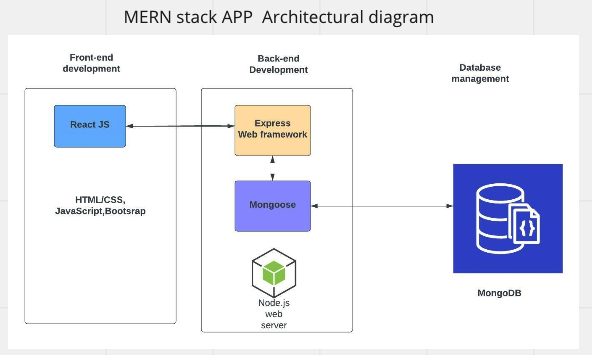 MERN stack APP Architectural diagram
Front-end
development
Back-end
Development
Database
management
React JS
Express
Web framework
HTML/CSS,
JavaScript,Bootsrap
Mongoose
{}
Node.js
web
server
MongoDB